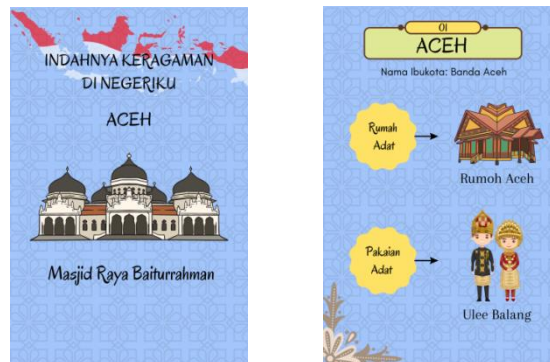 INDAHNYA KERAGAMAN
DI NEGERIKU
ACEH
Masjid Raya Baiturrahman
01
ACEH
Nama Ibukota: Banda Aceh
Rumah
Adat
Rumoh Aceh
Pakaian
Adat
Ulee Balang